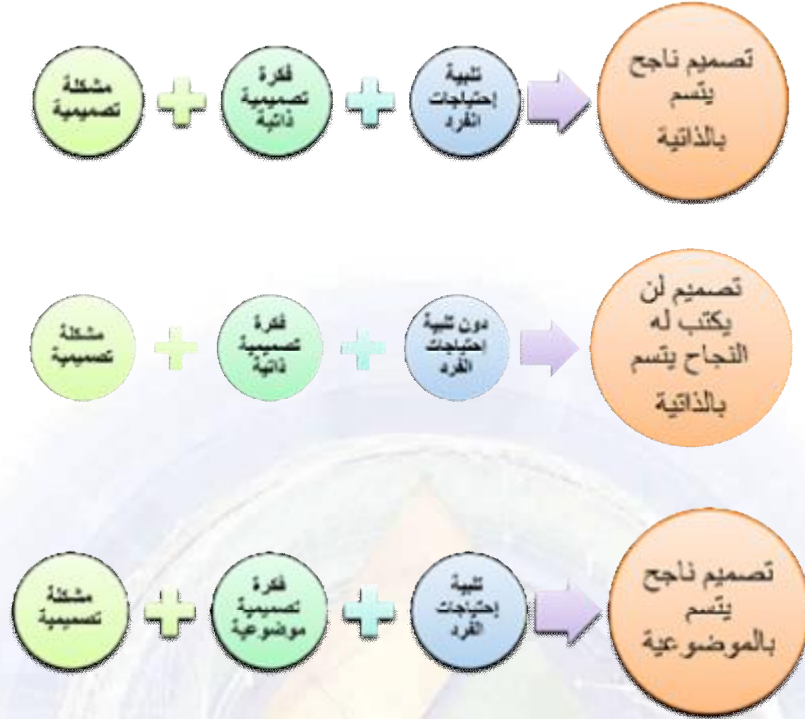 مشكلة
تصميمية
فكرة
تصميمية
ذاتية
تلبية
إحتياجات
الفرد
تصميم ناجح
يتسم
بالذاتية
مشكلة
تصميمية
فكرة
تصميمية
ذاتية
دون تلبية
إحتياجات
الفرد
تصميم لن
يكتب له
النجاح يتسم
بالذاتية
مشكلة
تصميمية
فكرة
تصميمية
موضوعية
تلبية
إحتياجات
الفرد
تصميم ناجح
يتسم
بالموضوعية